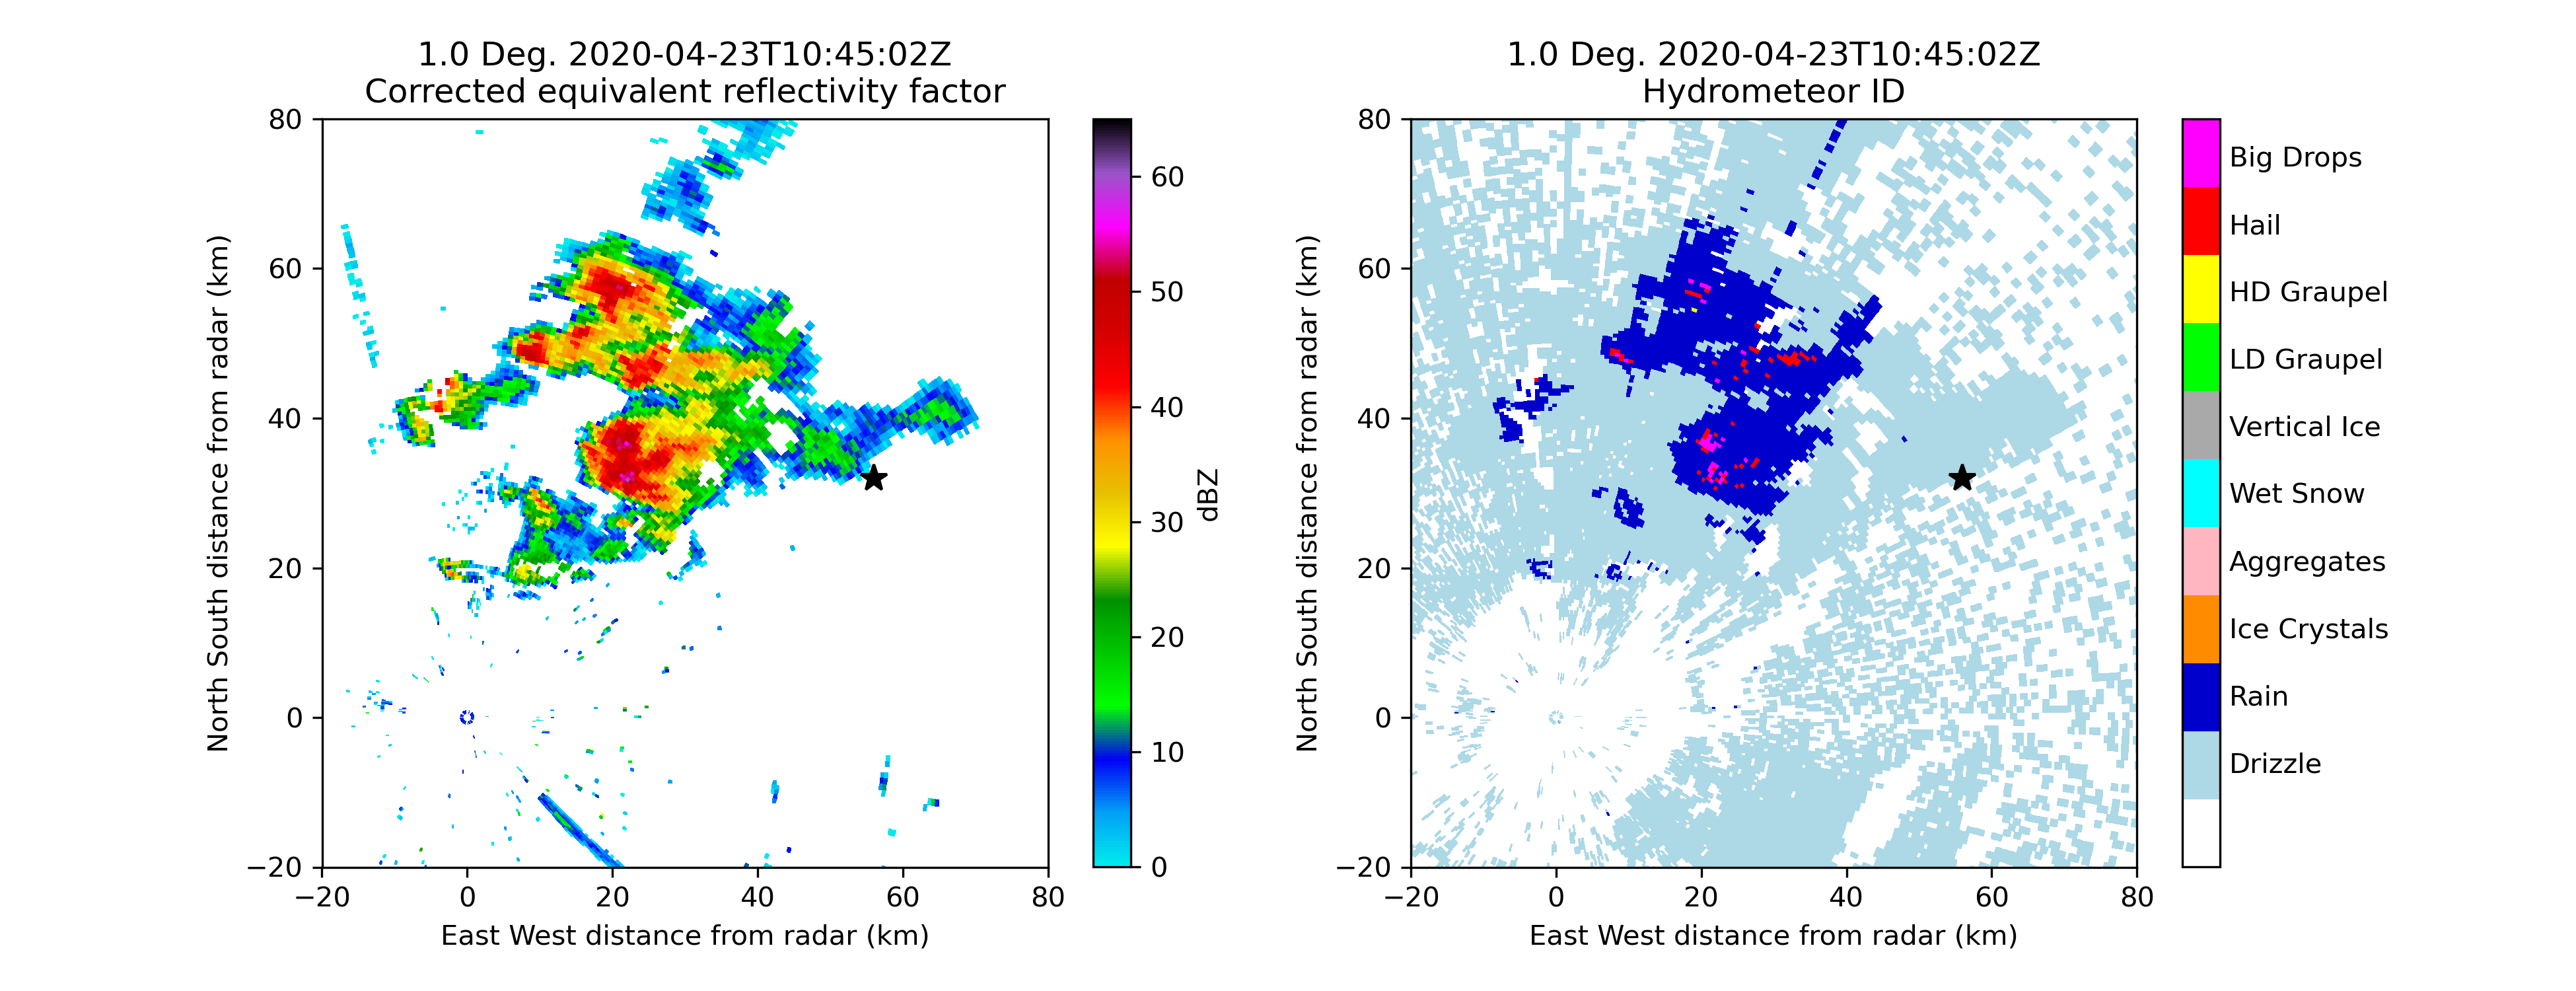 1.0 Deg. 2020-04-23T10:45:02Z
Corrected equivalent reflectivity factor
80
60
40
20
0
−20
North South distance from radar (km)
−20 0 20 40 60 80
East West distance from radar (km)
60
50
40
30
20
10
0
dBZ
1.0 Deg. 2020-04-23T10:45:02Z
Hydrometeor ID
80
60
40
20
0
−20
North South distance from radar (km)
−20 0 20 40 60 80
East West distance from radar (km)
Big Drops
Hail
HD Graupel
LD Graupel
Vertical Ice
Wet Snow
Aggregates
Ice Crystals
Rain
Drizzle